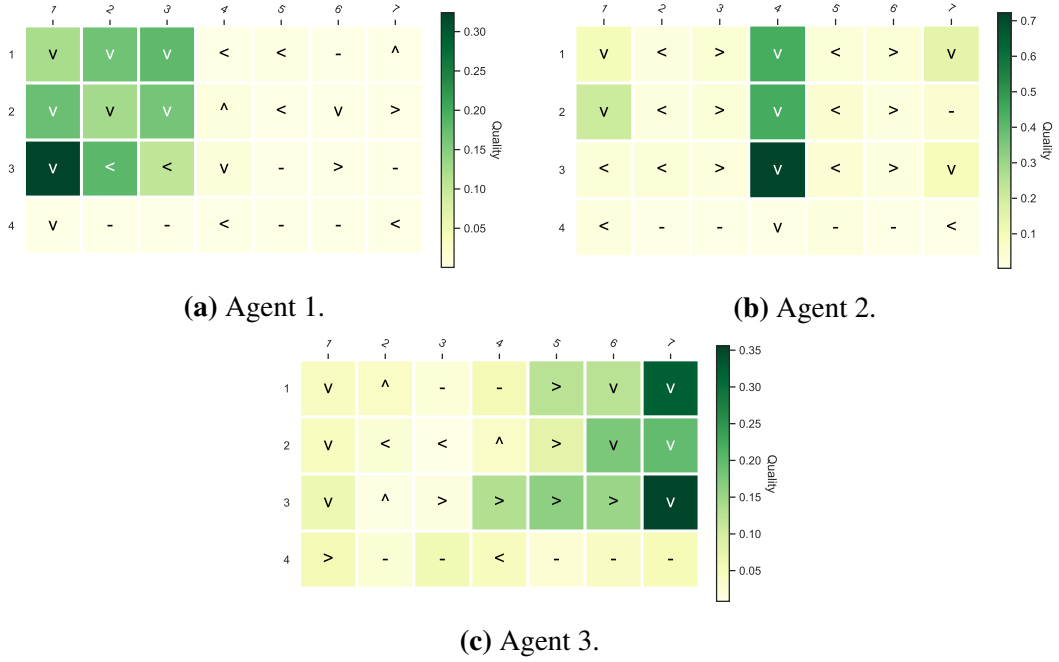 1 2 3 4 5 6 7
1 v v v < < - ^
2 v v v ^ < v >
3 v < < v - > -
4 v - - < - - <
0.30
0.25
0.20
0.15
0.10
0.05
Quality
(a) Agent 1.
1 2 3 4 5 6 7
1 v < > v < > v
2 v < > v < > -
3 < < > v < > v
4 < - - v - - <
0.7
0.6
0.5
0.4
0.3
0.2
0.1
Quality
(b) Agent 2.
1 2 3 4 5 6 7
1 v ^ - - > v v
2 v < < ^ > v v
3 v ^ > > > > v
4 > - - < - - -
0.35
0.30
0.25
0.20
0.15
0.10
0.05
Quality
(c) Agent 3.